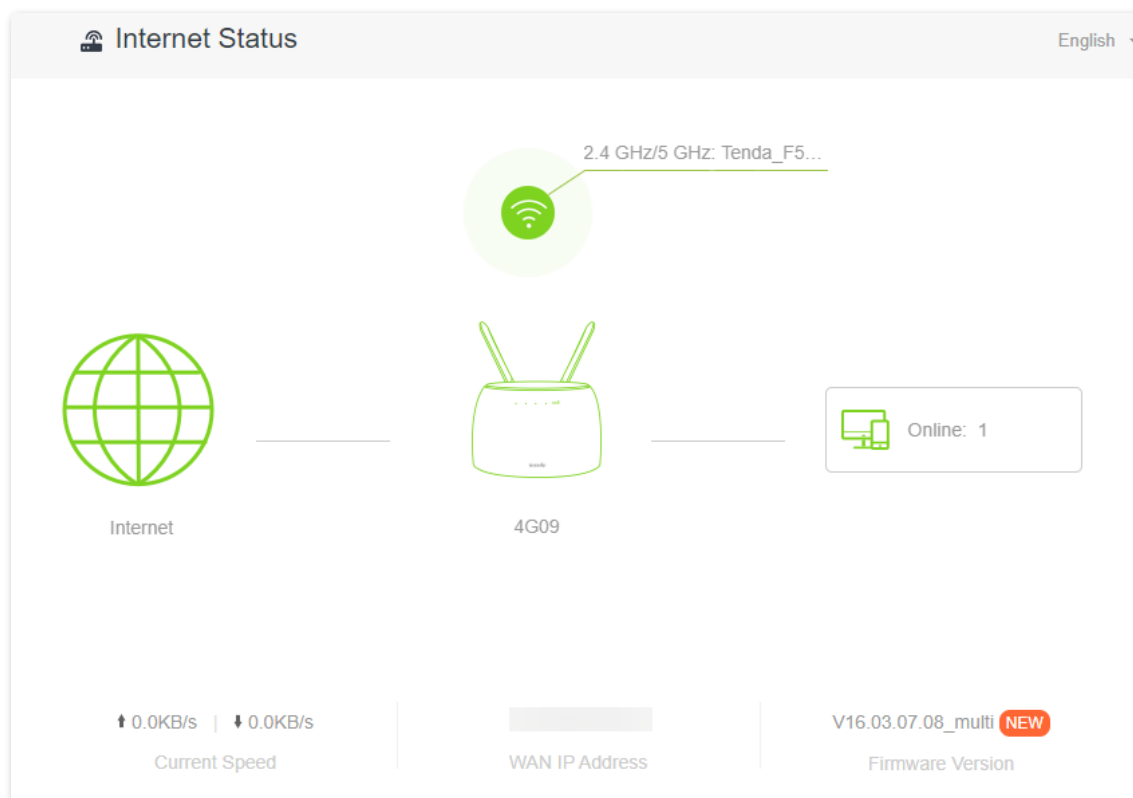 Internet Status
English
2.4 GHz/5 GHz: Tenda_F5...
Online: 1
Internet
4G09
0.0KB/s | 0.0KB/s
Current Speed
WAN IP Address
V16.03.07.08_multi NEW
Firmware Version